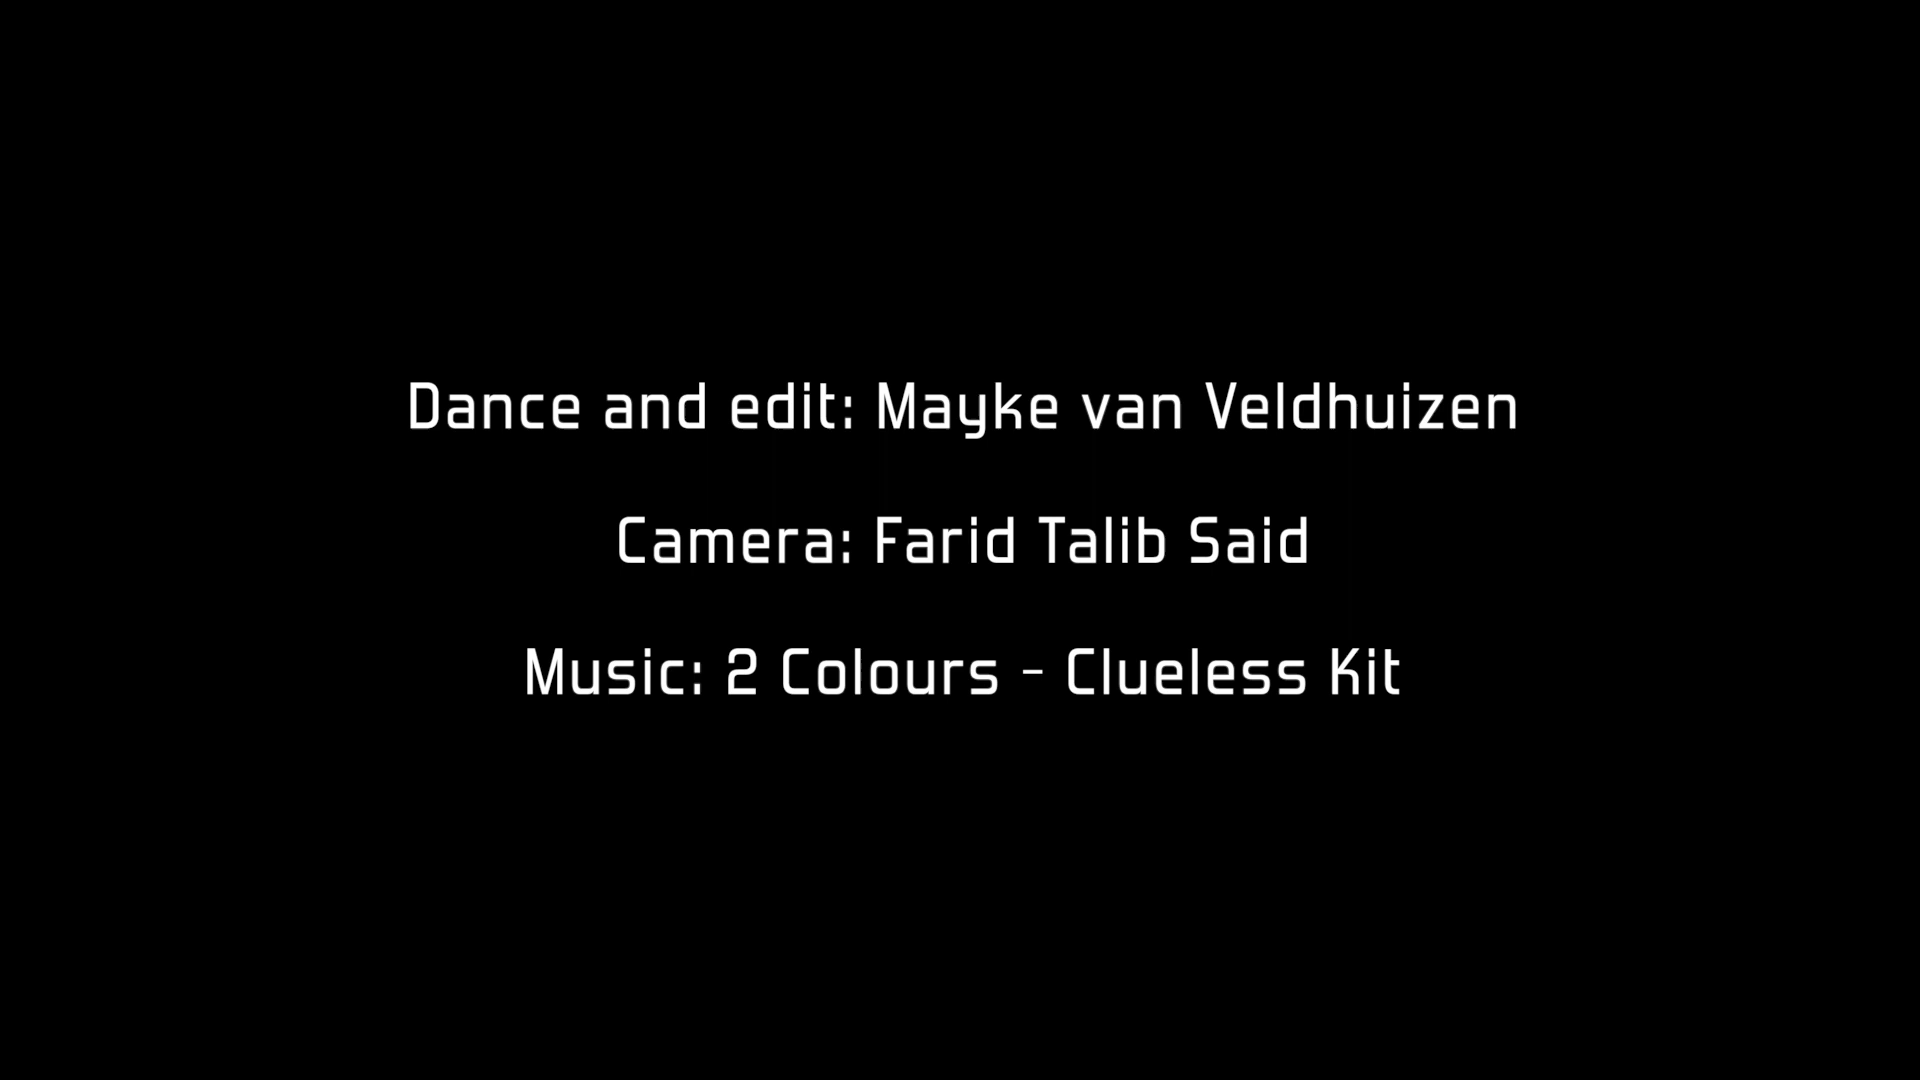 Dance and edit: Mayke van Veldhuizen
Camera: Farid Talib Said
Music: 2 Colours - Clueless Kit